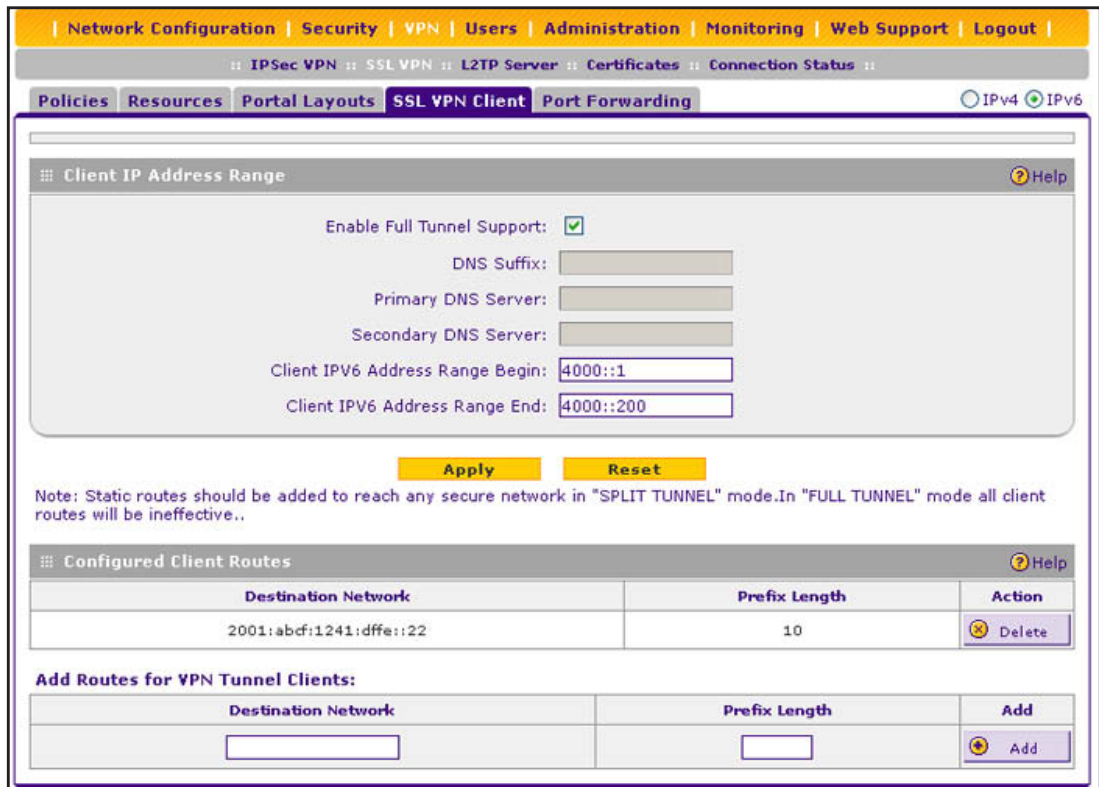 | Network Configuration | Security | VPN | Users | Administration | Monitoring | Web Support | Logout |
:: IPSec VPN :: SSL VPN :: L2TP Server :: Certificates :: Connection Status ::
Policies Resources Portal Layouts SSL VPN Client Port Forwarding IPv4 IPv6
Client IP Address Range ? Help
Enable Full Tunnel Support:
DNS Suffix:
Primary DNS Server:
Secondary DNS Server:
Client IPV6 Address Range Begin: 4000::1
Client IPV6 Address Range End: 4000::200
Apply Reset
Note: Static routes should be added to reach any secure network in "SPLIT TUNNEL" mode.In "FULL TUNNEL" mode all client
routes will be ineffective..
Configured Client Routes ? Help
Destination Network Prefix Length Action
2001:abcf:1241:dffe::22 10 Delete
Add Routes for VPN Tunnel Clients:
Destination Network Prefix Length Add
Add